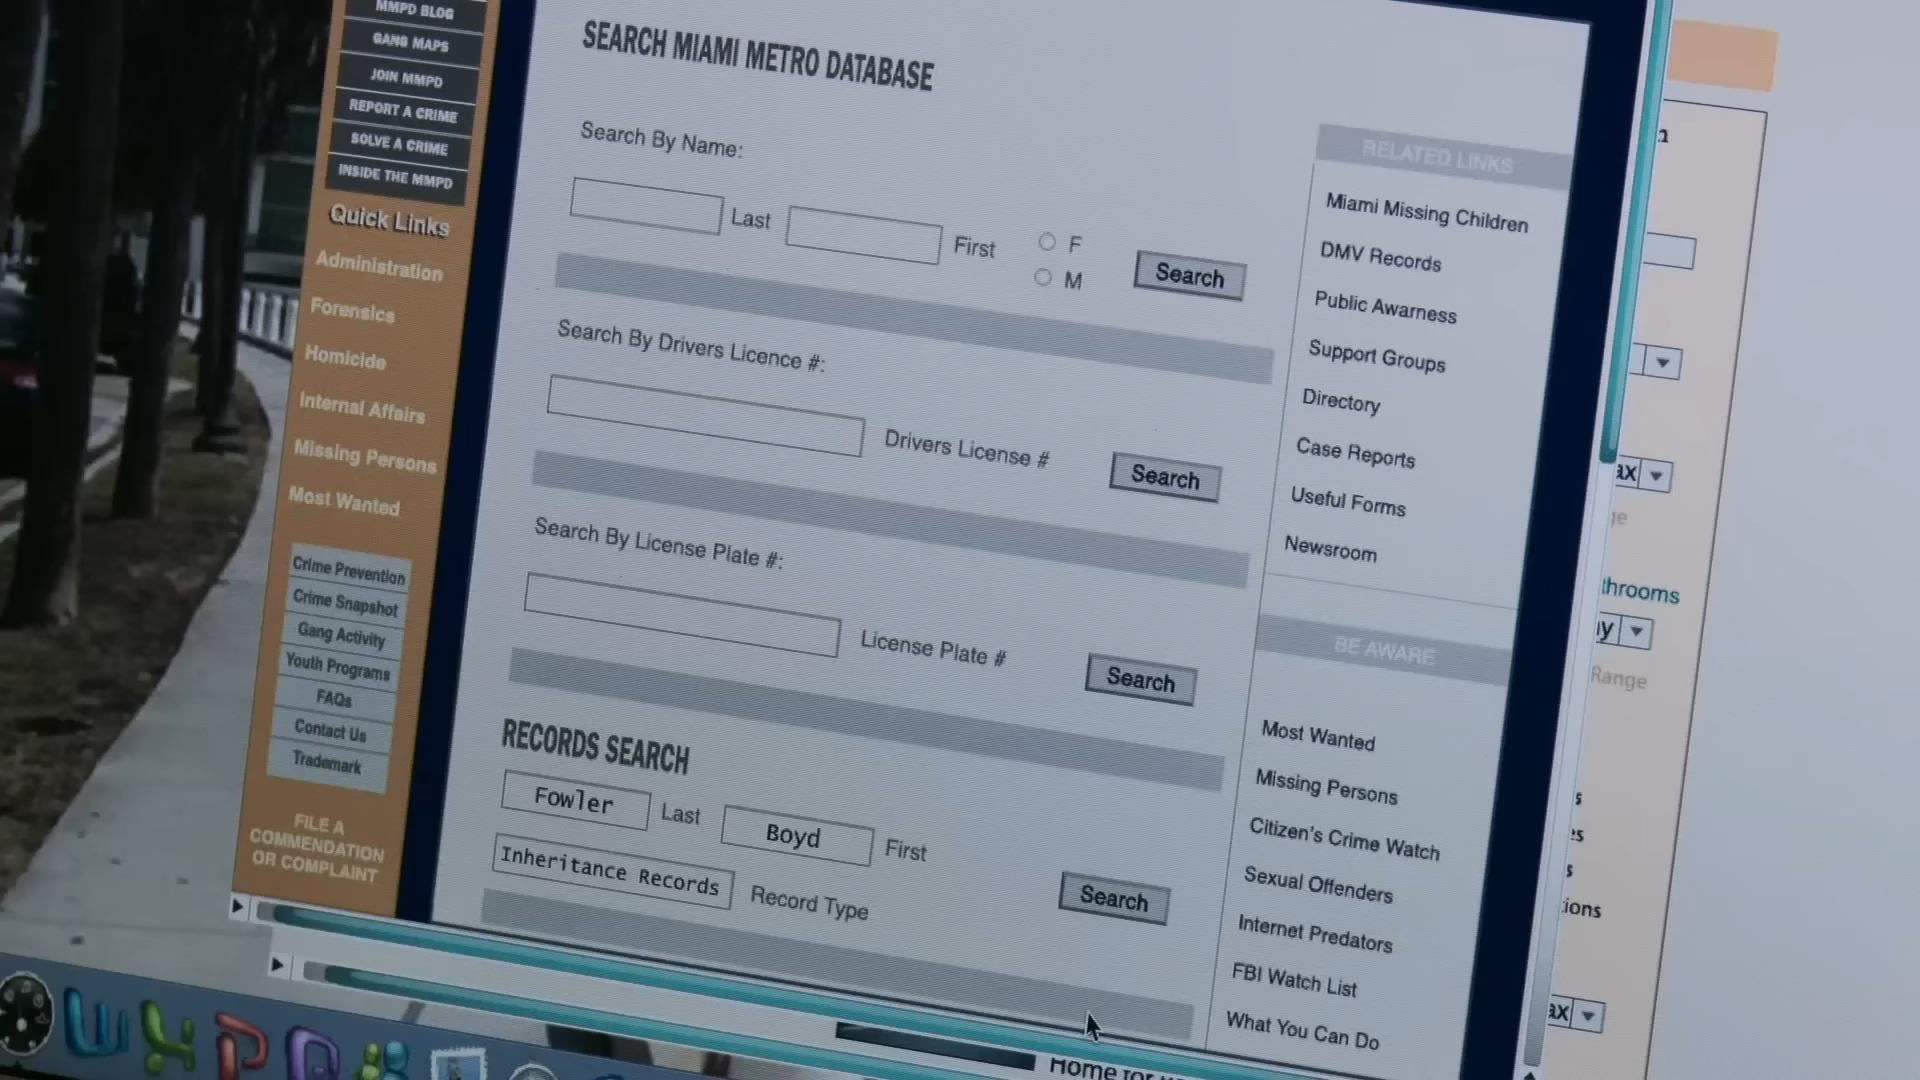 MMPD BLOG
GANG MAPS
JOIN MMPD
REPORT A CRIME
SOLVE A CRIME
INSIDE THE MMPD
Quick Links
Administration
Forensics
Homicide
Internal Affairs
Missing Persons
Most Wanted
Crime Prevention
Crime Snapshot
Gang Activity
Youth Programs
FAQs
Contact Us
Trademark
FILE A
COMMENDATION
OR COMPLAINT
SEARCH MIAMI METRO DATABASE
Search By Name:
Last First F
M
Search
Search By Drivers Licence #:
Drivers License # Search
Search By License Plate #:
License Plate # Search
RECORDS SEARCH
Fowler Last Boyd First
Inheritance Records Record Type Search
RELATED LINKS
Miami Missing Children
DMV Records
Public Awarness
Support Groups
Directory
Case Reports
Useful Forms
Newsroom
BE AWARE
Most Wanted
Missing Persons
Citizen's Crime Watch
Sexual Offenders
Internet Predators
FBI Watch List
What You Can Do
Range
Home for